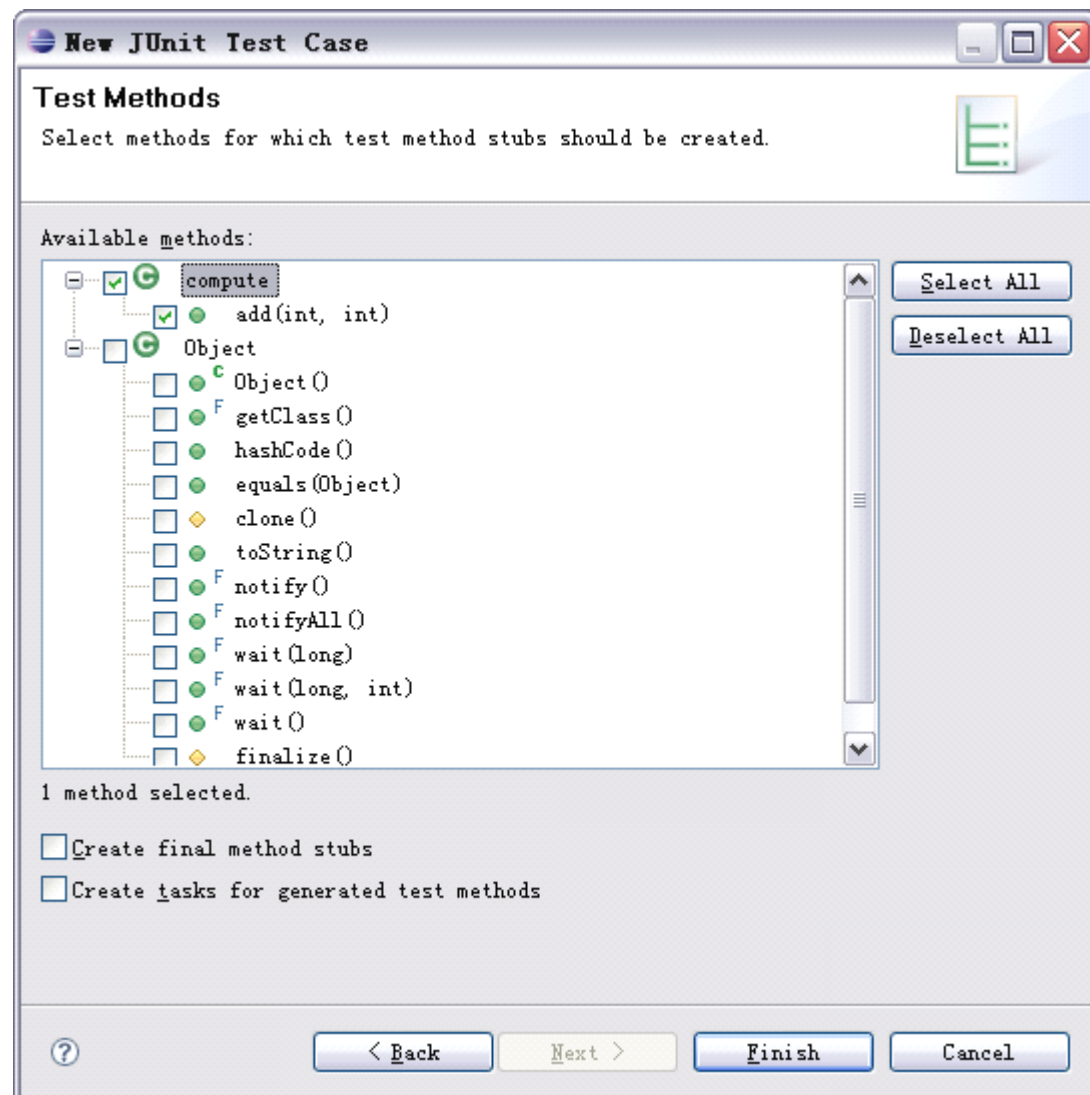 New JUnit Test Case
Test Methods
Select methods for which test method stubs should be created.
Available methods:
compute
add(int, int)
Object
C Object()
F getClass()
hashCode()
equals(Object)
clone()
toString()
F notify()
F notifyAll()
F wait(long)
F wait(long, int)
F wait()
finalize()
Select All
Deselect All
1 method selected.
Create final method stubs
Create tasks for generated test methods
? < Back Next > Finish Cancel